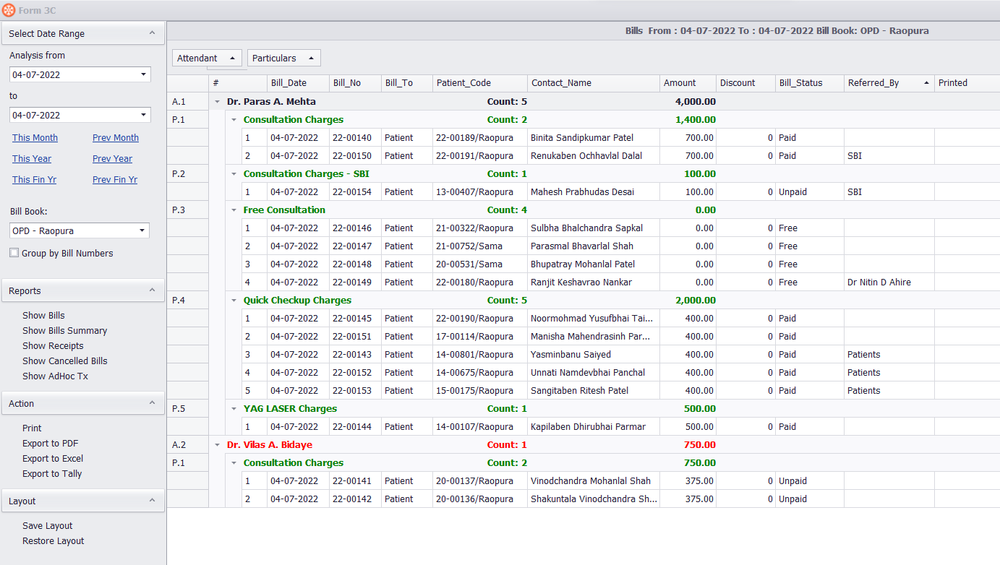 Form 3C
Select Date Range
Analysis from
04-07-2022
to
04-07-2022
This Month Prev Month
This Year Prev Year
This Fin Yr Prev Fin Yr
Bill Book:
OPD - Raopura
Group by Bill Numbers
Reports
Show Bills
Show Bills Summary
Show Receipts
Show Cancelled Bills
Show AdHoc Tx
Action
Print
Export to PDF
Export to Excel
Export to Tally
Layout
Save Layout
Restore Layout
Bills From : 04-07-2022 To : 04-07-2022 Bill Book: OPD - Raopura
Attendant Particulars
# Bill_Date Bill_No Bill_To Patient_Code Contact_Name Amount Discount Bill_Status Referred_By Printed
A.1 Dr. Paras A. Mehta Count: 5 4,000.00
P.1 Consultation Charges Count: 2 1,400.00
1 04-07-2022 22-00140 Patient 22-00189/Raopura Binita Sandipkumar Patel 700.00 0 Paid
2 04-07-2022 22-00150 Patient 22-00191/Raopura Renukaben Ochhavlal Dalal 700.00 0 Paid SBI
P.2 Consultation Charges - SBI Count: 1 100.00
1 04-07-2022 22-00154 Patient 13-00407/Raopura Mahesh Prabhudas Desai 100.00 0 Unpaid SBI
P.3 Free Consultation Count: 4 0.00
1 04-07-2022 22-00146 Patient 21-00322/Raopura Sulbha Bhalchandra Sapkal 0.00 0 Free
2 04-07-2022 22-00147 Patient 21-00752/Sama Parasmal Bhavarlal Shah 0.00 0 Free
3 04-07-2022 22-00148 Patient 20-00531/Sama Bhupatray Mohanlal Patel 0.00 0 Free
4 04-07-2022 22-00149 Patient 22-00180/Raopura Ranjit Keshavrao Nankar 0.00 0 Free Dr Nitin D Ahire
P.4 Quick Checkup Charges Count: 5 2,000.00
1 04-07-2022 22-00145 Patient 22-00190/Raopura Noormohmad Yusufbhai Tai... 400.00 0 Paid
2 04-07-2022 22-00151 Patient 17-00114/Raopura Manisha Mahendrasinh Par... 400.00 0 Paid
3 04-07-2022 22-00143 Patient 14-00801/Raopura Yasminbanu Saiyed 400.00 0 Paid Patients
4 04-07-2022 22-00152 Patient 14-00675/Raopura Unnati Namdevbhai Panchal 400.00 0 Paid Patients
5 04-07-2022 22-00153 Patient 15-00175/Raopura Sangitaben Ritesh Patel 400.00 0 Paid Patients
P.5 YAG LASER Charges Count: 1 500.00
1 04-07-2022 22-00144 Patient 14-00107/Raopura Kapilaben Dhirubhai Parmar 500.00 0 Paid
A.2 Dr. Vilas A. Bidaye Count: 1 750.00
P.1 Consultation Charges Count: 2 750.00
1 04-07-2022 22-00141 Patient 20-00137/Raopura Vinodchandra Mohanlal Shah 375.00 0 Unpaid
2 04-07-2022 22-00142 Patient 20-00136/Raopura Shakuntala Vinodchandra Sh... 375.00 0 Unpaid